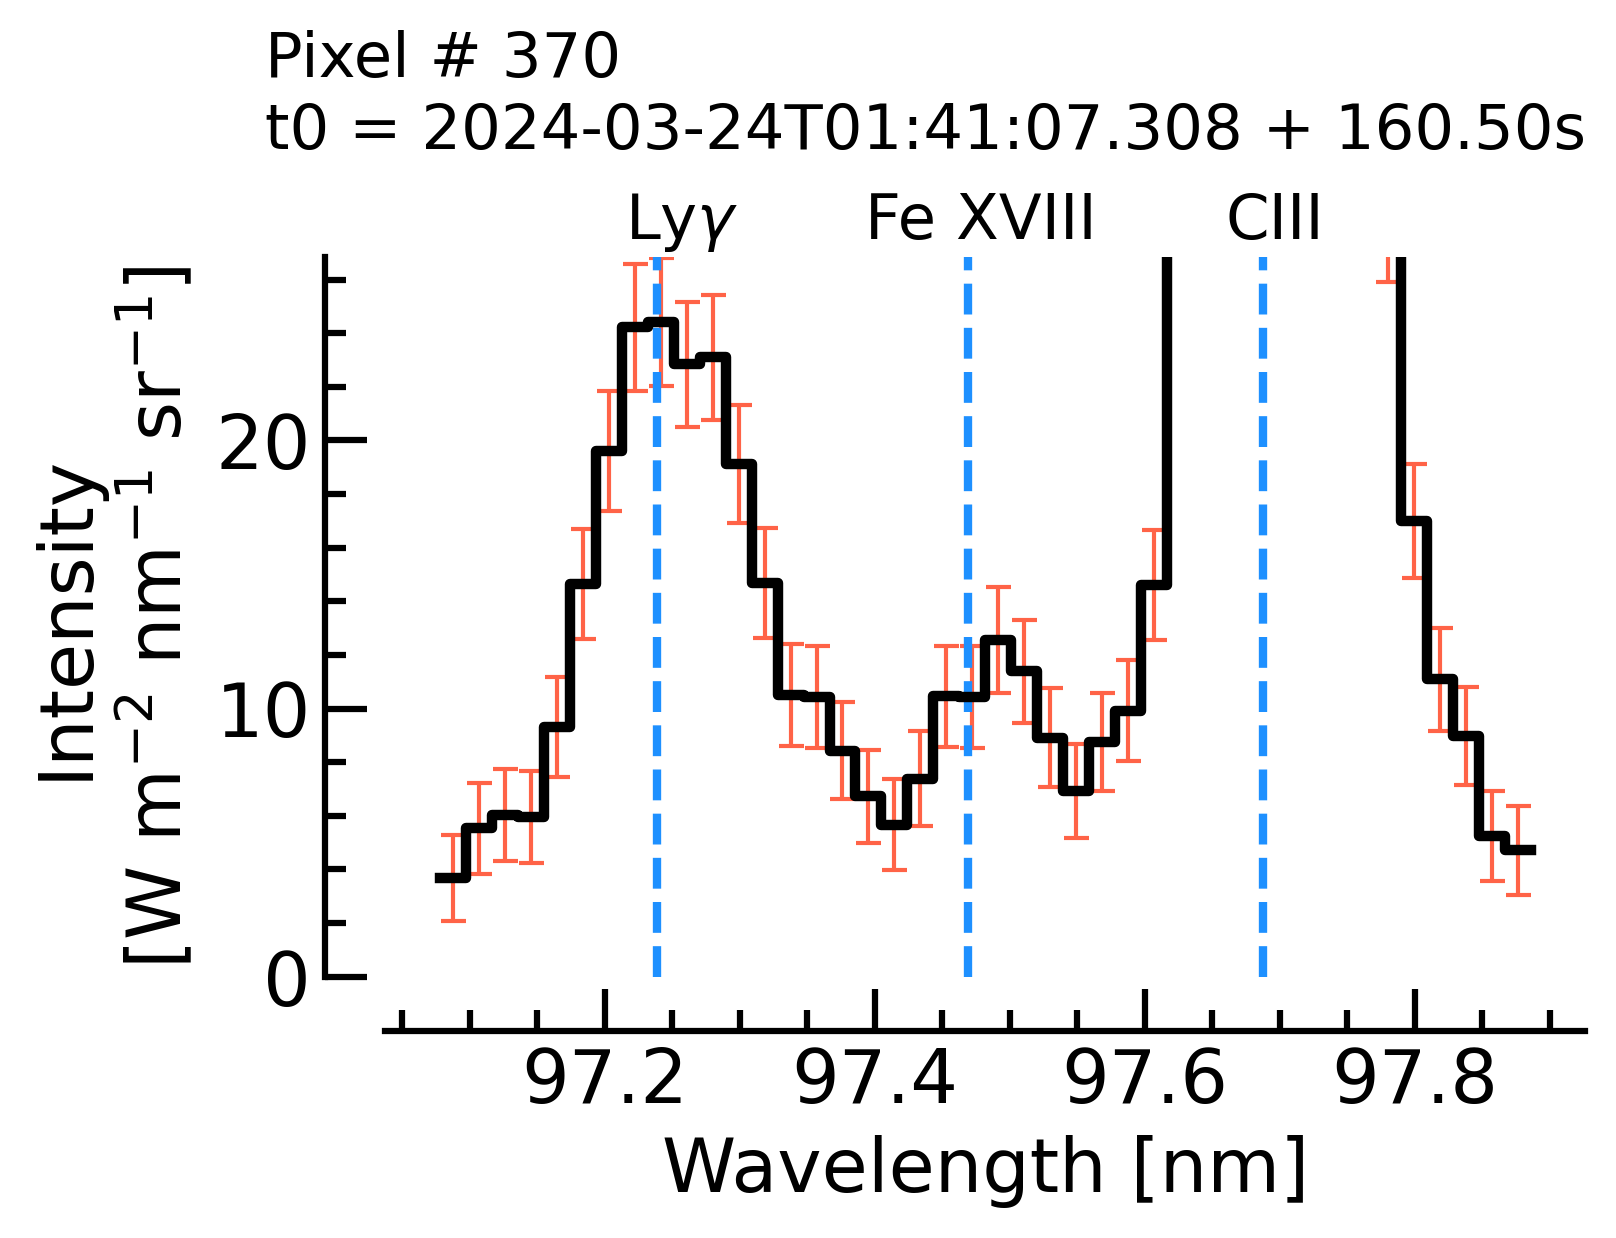 Pixel # 370
t0 = 2024-03-24T01:41:07.308 + 160.50s
Lyγ Fe XVIII CIII
Intensity
[W m⁻² nm⁻¹ sr⁻¹]
20
10
0
97.2 97.4 97.6 97.8
Wavelength [nm]